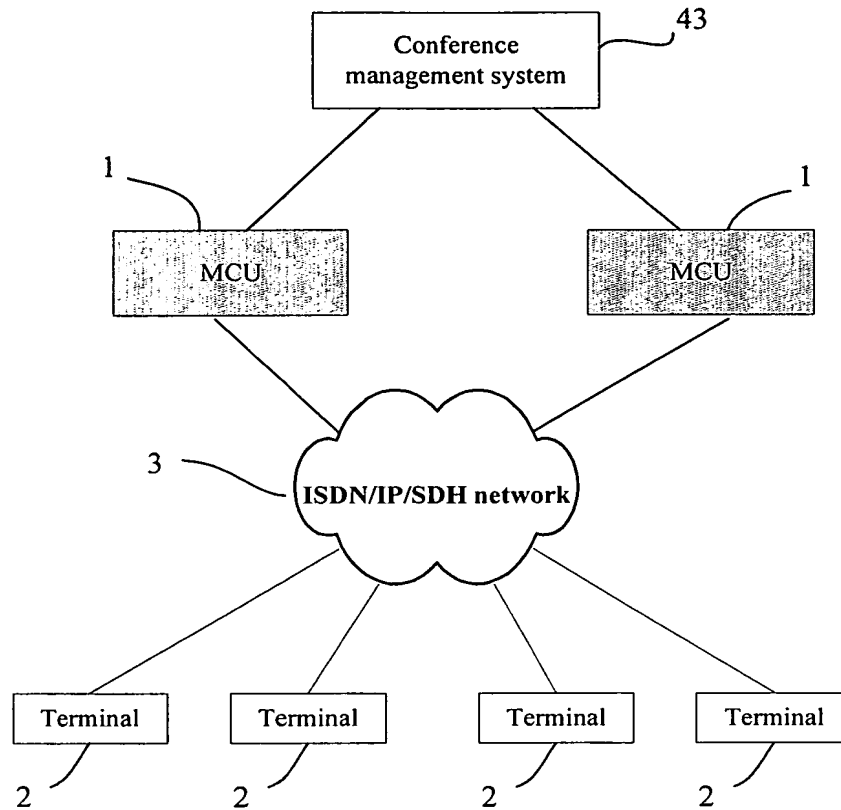 43
Conference
management system
1
1
MCU
MCU
3
ISDN/IP/SDH network
Terminal
Terminal
Terminal
Terminal
2
2
2
2